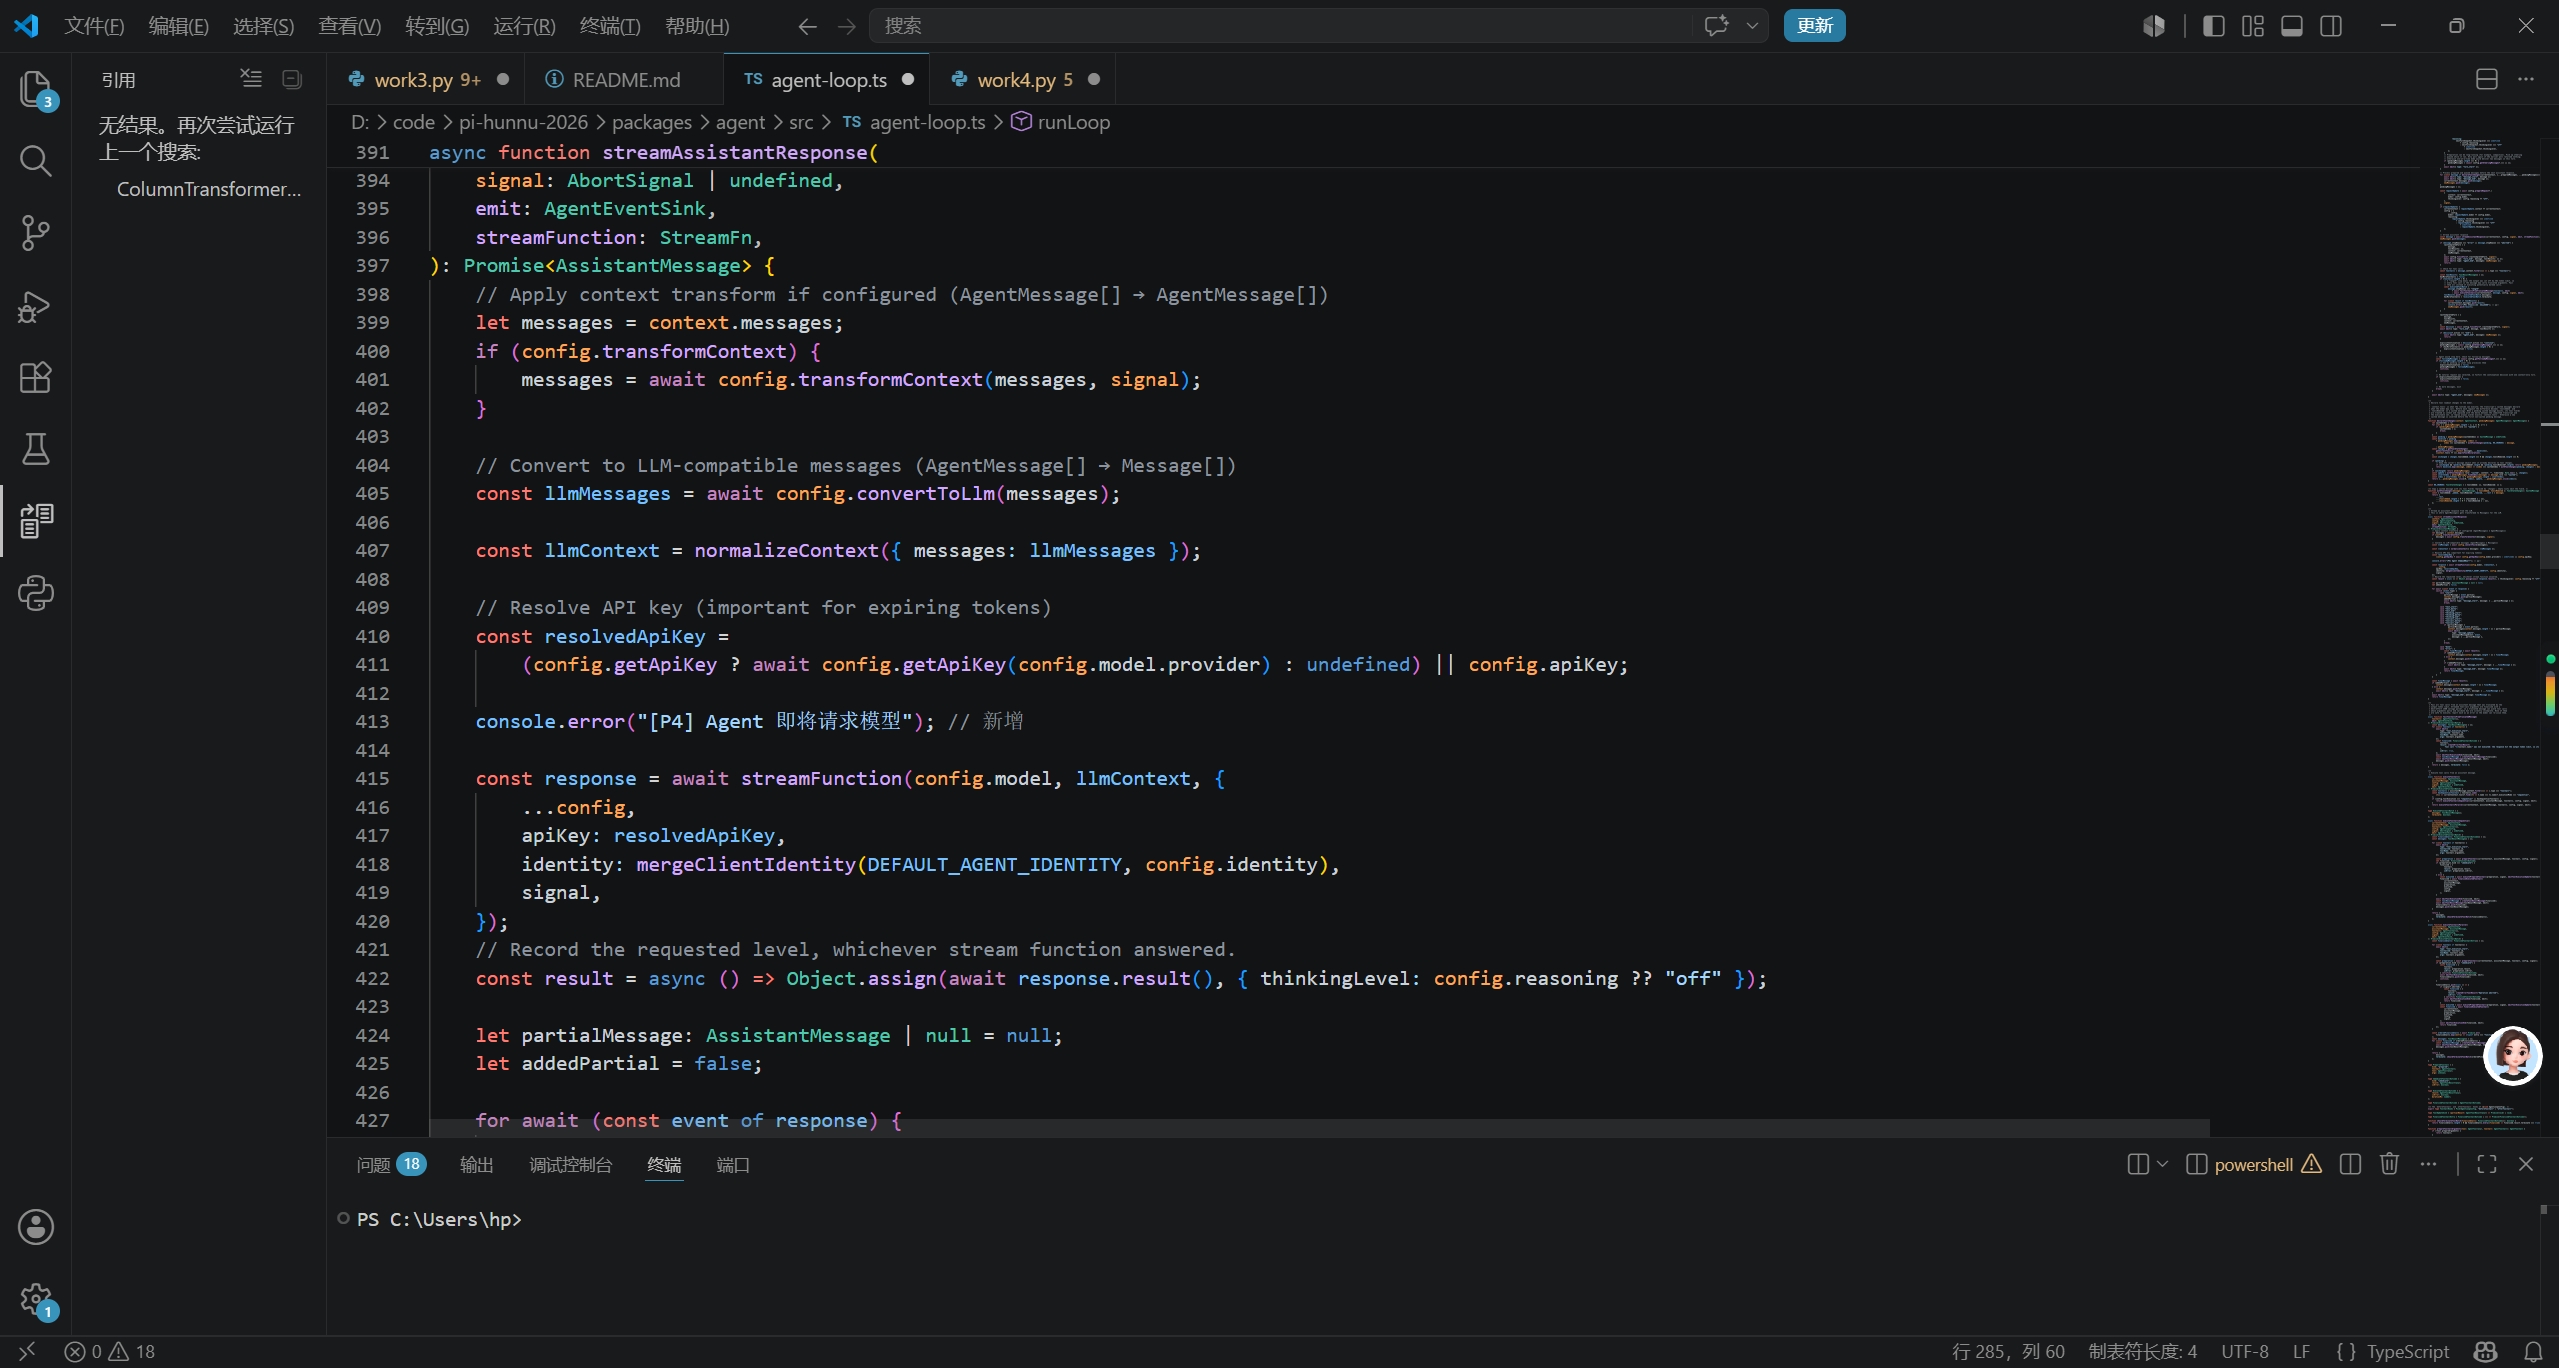 文件(F) 编辑(E) 选择(S) 查看(V) 转到(G) 运行(R) 终端(T) 帮助(H) 搜索 更新
引用
work3.py 9+ README.md TS agent-loop.ts work4.py 5
3
无结果。再次尝试运行
上一个搜索:
ColumnTransformer...
D: > code > pi-hunnu-2026 > packages > agent > src > TS agent-loop.ts > runLoop
391 async function streamAssistantResponse(
394 signal: AbortSignal | undefined,
395 emit: AgentEventSink,
396 streamFunction: StreamFn,
397 ): Promise<AssistantMessage> {
398 // Apply context transform if configured (AgentMessage[] → AgentMessage[])
399 let messages = context.messages;
400 if (config.transformContext) {
401 messages = await config.transformContext(messages, signal);
402 }
403
404 // Convert to LLM-compatible messages (AgentMessage[] → Message[])
405 const llmMessages = await config.convertToLlm(messages);
406
407 const llmContext = normalizeContext({ messages: llmMessages });
408
409 // Resolve API key (important for expiring tokens)
410 const resolvedApiKey =
411 (config.getApiKey ? await config.getApiKey(config.model.provider) : undefined) || config.apiKey;
412
413 console.error("[P4] Agent 即将请求模型"); // 新增
414
415 const response = await streamFunction(config.model, llmContext, {
416 ...config,
417 apiKey: resolvedApiKey,
418 identity: mergeClientIdentity(DEFAULT_AGENT_IDENTITY, config.identity),
419 signal,
420 });
421 // Record the requested level, whichever stream function answered.
422 const result = async () => Object.assign(await response.result(), { thinkingLevel: config.reasoning ?? "off" });
423
424 let partialMessage: AssistantMessage | null = null;
425 let addedPartial = false;
426
427 for await (const event of response) {
问题 18 输出 调试控制台 终端 端口 powershell
PS C:\Users\hp>
1
0 18 行 285，列 60 制表符长度: 4 UTF-8 LF { } TypeScript